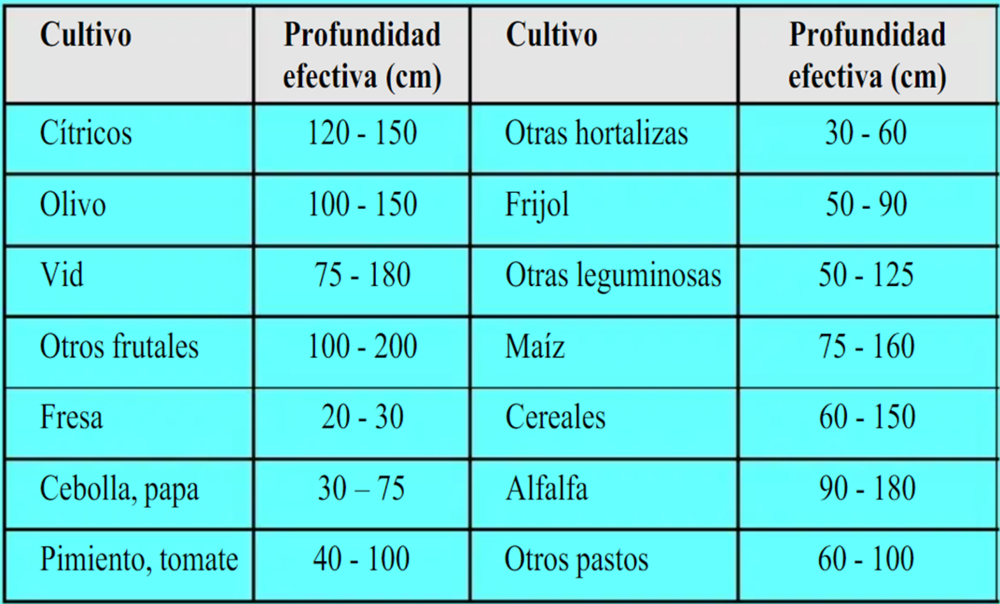 Cultivo Profundidad efectiva (cm) Cultivo Profundidad efectiva (cm)
Cítricos 120 - 150 Otras hortalizas 30 - 60
Olivo 100 - 150 Frijol 50 - 90
Vid 75 - 180 Otras leguminosas 50 - 125
Otros frutales 100 - 200 Maíz 75 - 160
Fresa 20 - 30 Cereales 60 - 150
Cebolla, papa 30 – 75 Alfalfa 90 - 180
Pimiento, tomate 40 - 100 Otros pastos 60 - 100